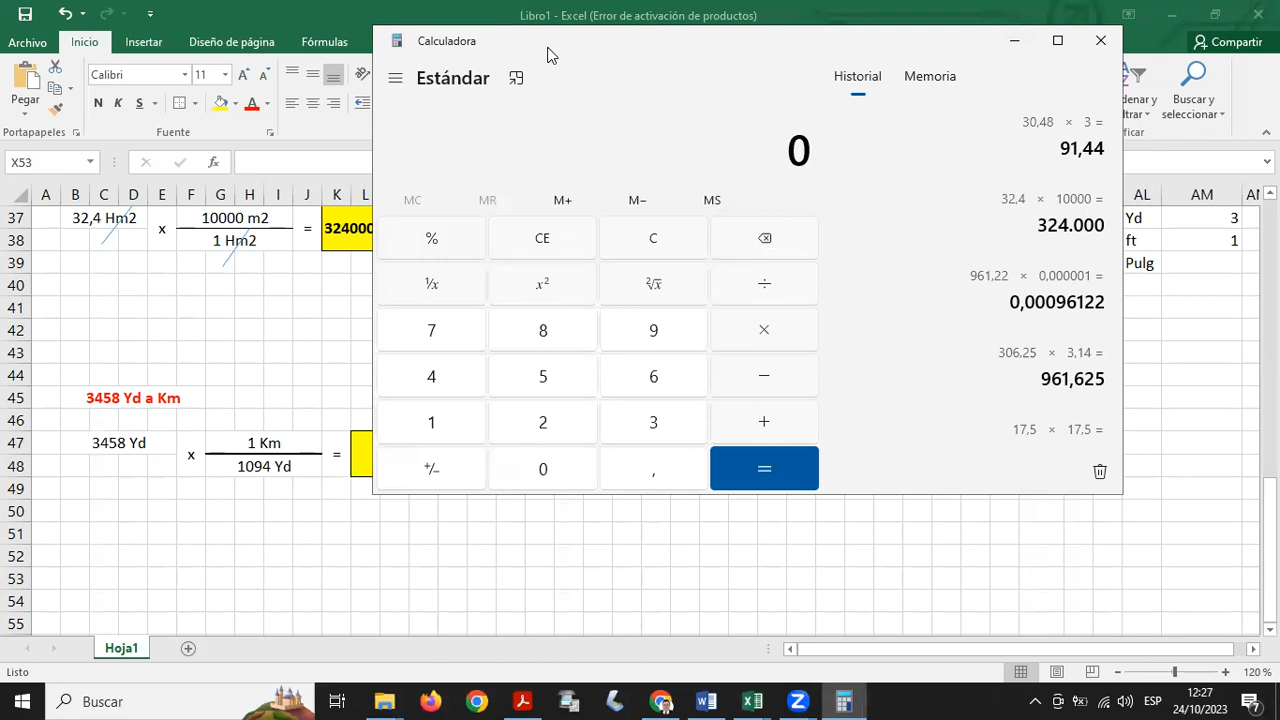 Libro1 - Excel (Error de activación de productos)
Archivo Inicio Insertar Diseño de página Fórmulas Compartir
Calculadora
Estándar
Historial Memoria
Pegar
Calibri 11
N K S A A
Buscar y
seleccionar
Portapapeles Fuente
X53 fx
0
MC MR M+ M− MS
% CE C
¹/x x² ²√x ÷
7 8 9 ×
4 5 6 −
1 2 3 +
+/− 0 , =
30,48 × 3 =
91,44
32,4 × 10000 =
324.000
961,22 × 0,000001 =
0,00096122
306,25 × 3,14 =
961,625
17,5 × 17,5 =
A B C D E F G H I J K L AL AM
37 32,4 Hm2 x 10000 m2 = 324000 Yd 3
38 1 Hm2 ft 1
39 Pulg
40
41
42
43
44
45 3458 Yd a Km
46
47 3458 Yd x 1 Km =
48 1094 Yd
49
50
51
52
53
54
55
Hoja1
Listo 120 %
Buscar ESP 12:27
24/10/2023 7